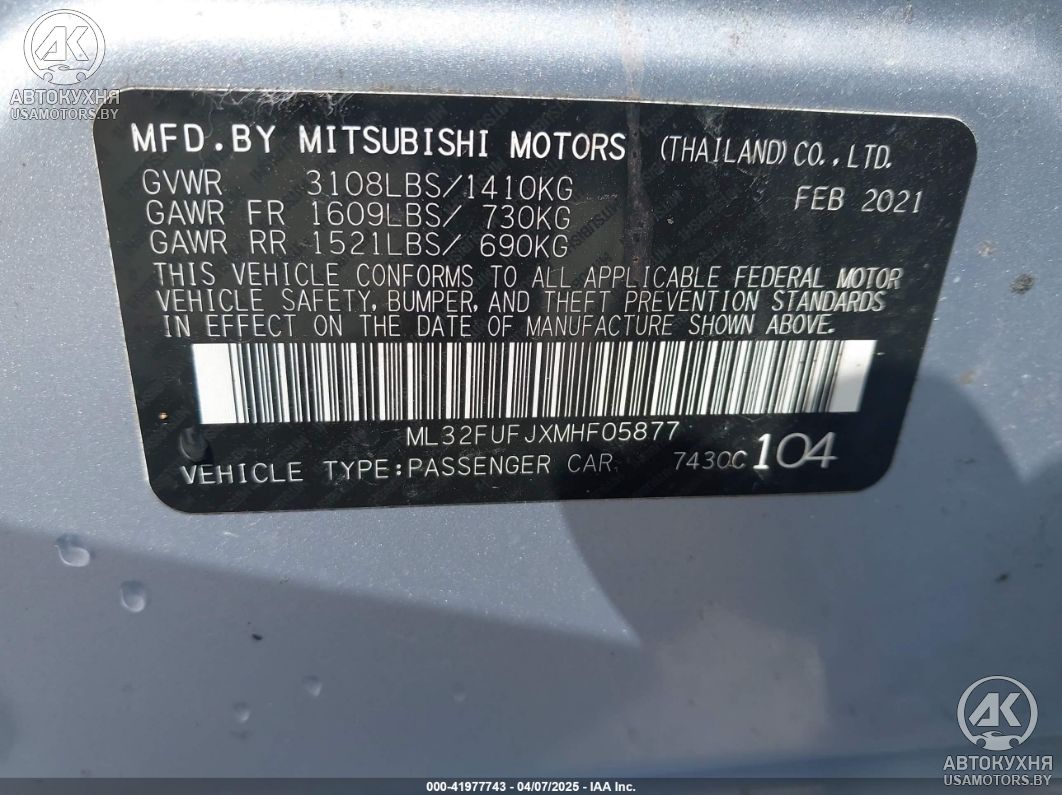 АВТОКУХНЯ
USAMOTORS.BY
MFD.BY MITSUBISHI MOTORS (THAILAND) CO.,LTD.
GVWR 3108LBS/1410KG FEB 2021
GAWR FR 1609LBS/ 730KG
GAWR RR 1521LBS/ 690KG
THIS VEHICLE CONFORMS TO ALL APPLICABLE FEDERAL MOTOR
VEHICLE SAFETY, BUMPER, AND THEFT PREVENTION STANDARDS
IN EFFECT ON THE DATE OF MANUFACTURE SHOWN ABOVE.
ML32FUFJXMHF05877
VEHICLE TYPE:PASSENGER CAR 7430C 104
AK
АВТОКУХНЯ
USAMOTORS.BY
000-41977743 - 04/07/2025 - IAA Inc.